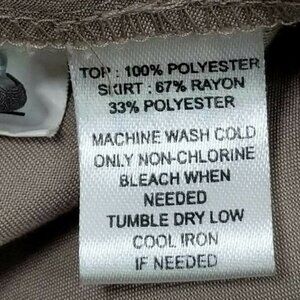 TOP : 100% POLYESTER
SKIRT : 67% RAYON
33% POLYESTER
MACHINE WASH COLD
ONLY NON-CHLORINE
BLEACH WHEN
NEEDED
TUMBLE DRY LOW
COOL IRON
IF NEEDED